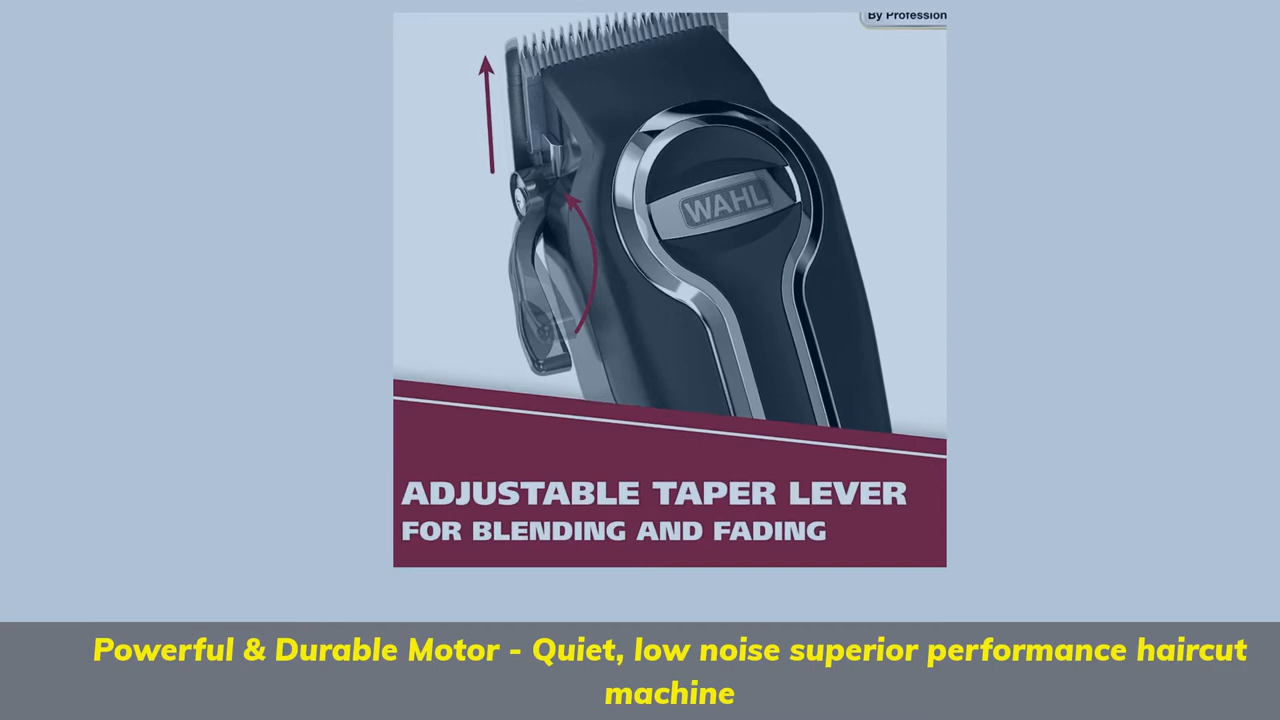 By Profession
WAHL
ADJUSTABLE TAPER LEVER
FOR BLENDING AND FADING
Powerful & Durable Motor - Quiet, low noise superior performance haircut
machine